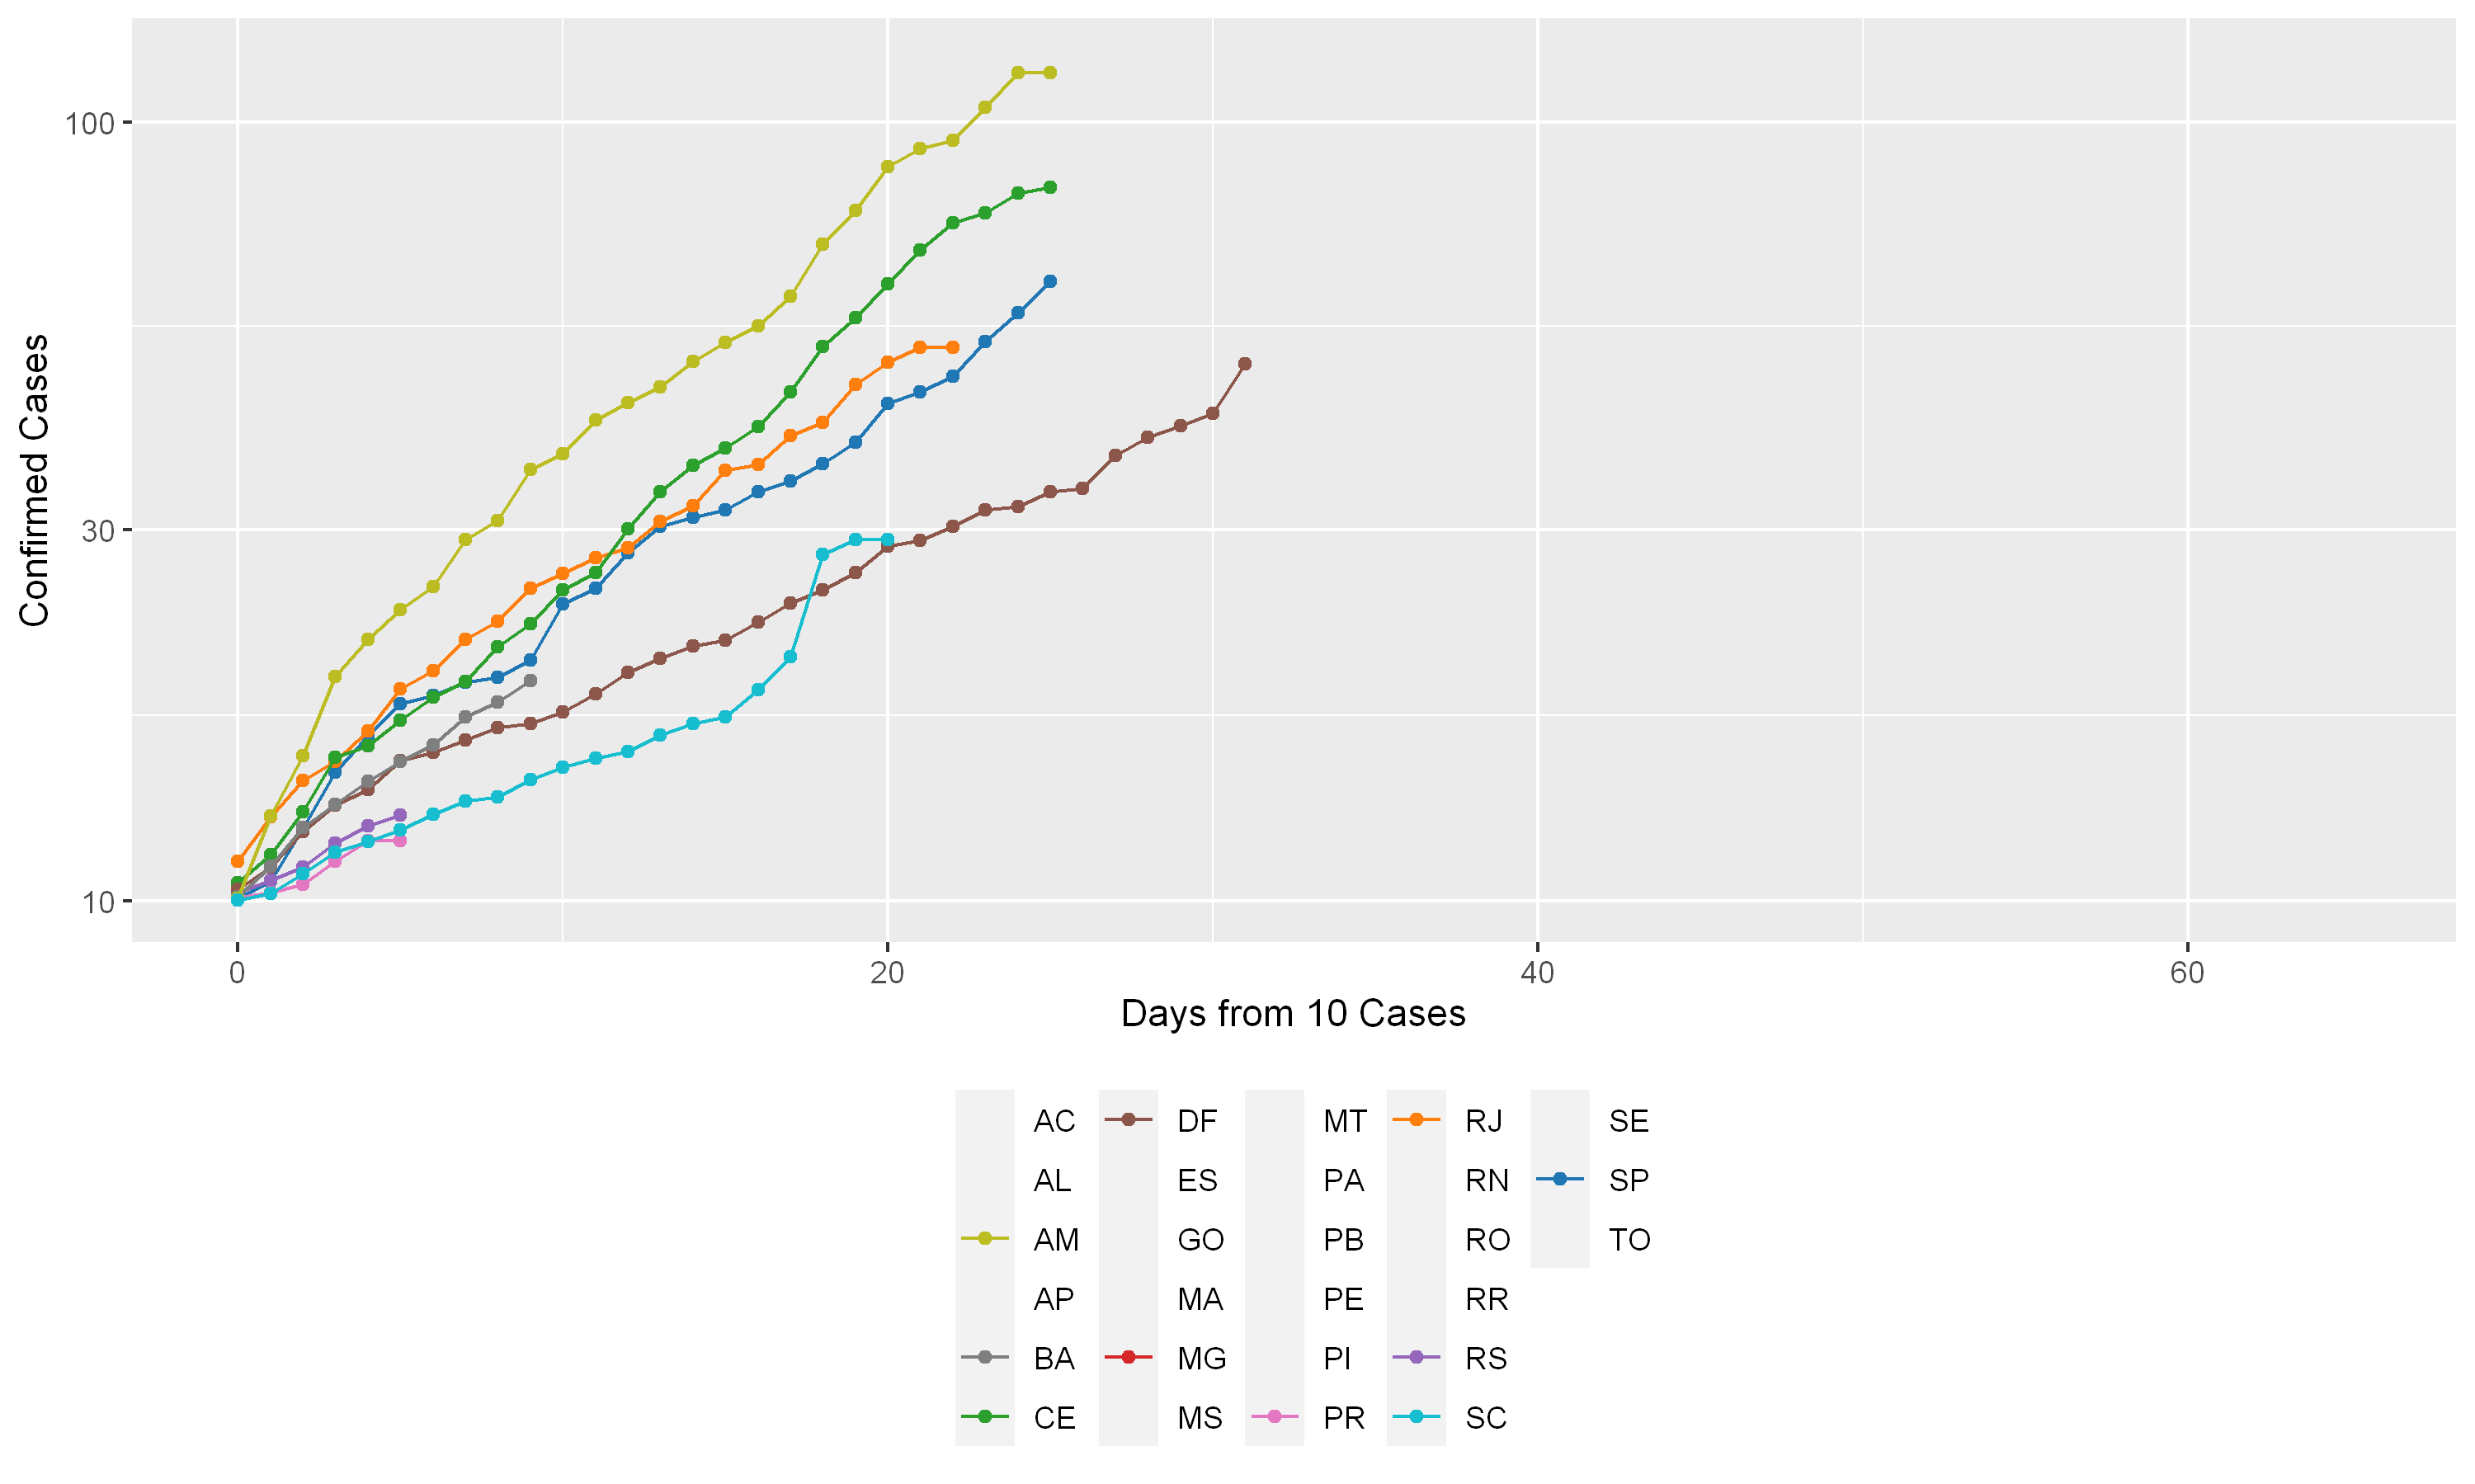 100
30
10
Confirmed Cases
0 20 40 60
Days from 10 Cases
AC DF MT RJ SE
AL ES PA RN SP
AM GO PB RO TO
AP MA PE RR
BA MG PI RS
CE MS PR SC